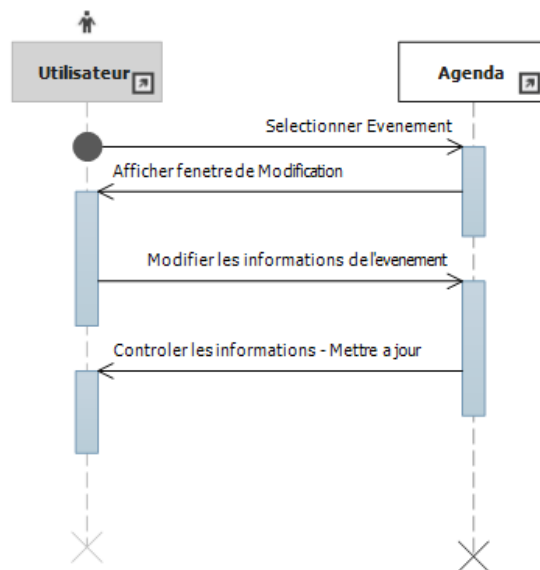 Utilisateur
Agenda
Selectionner Evenement
Afficher fenetre de Modification
Modifier les informations de l'evenement
Controler les informations - Mettre a jour